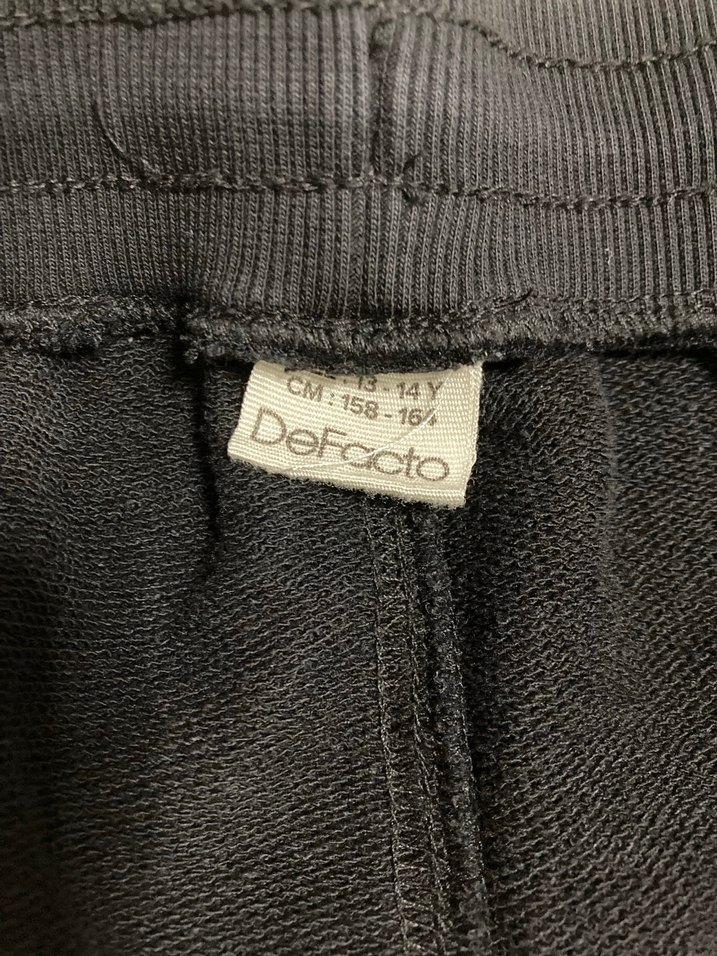 : 13 - 14 Y
CM : 158 - 164
DeFacto